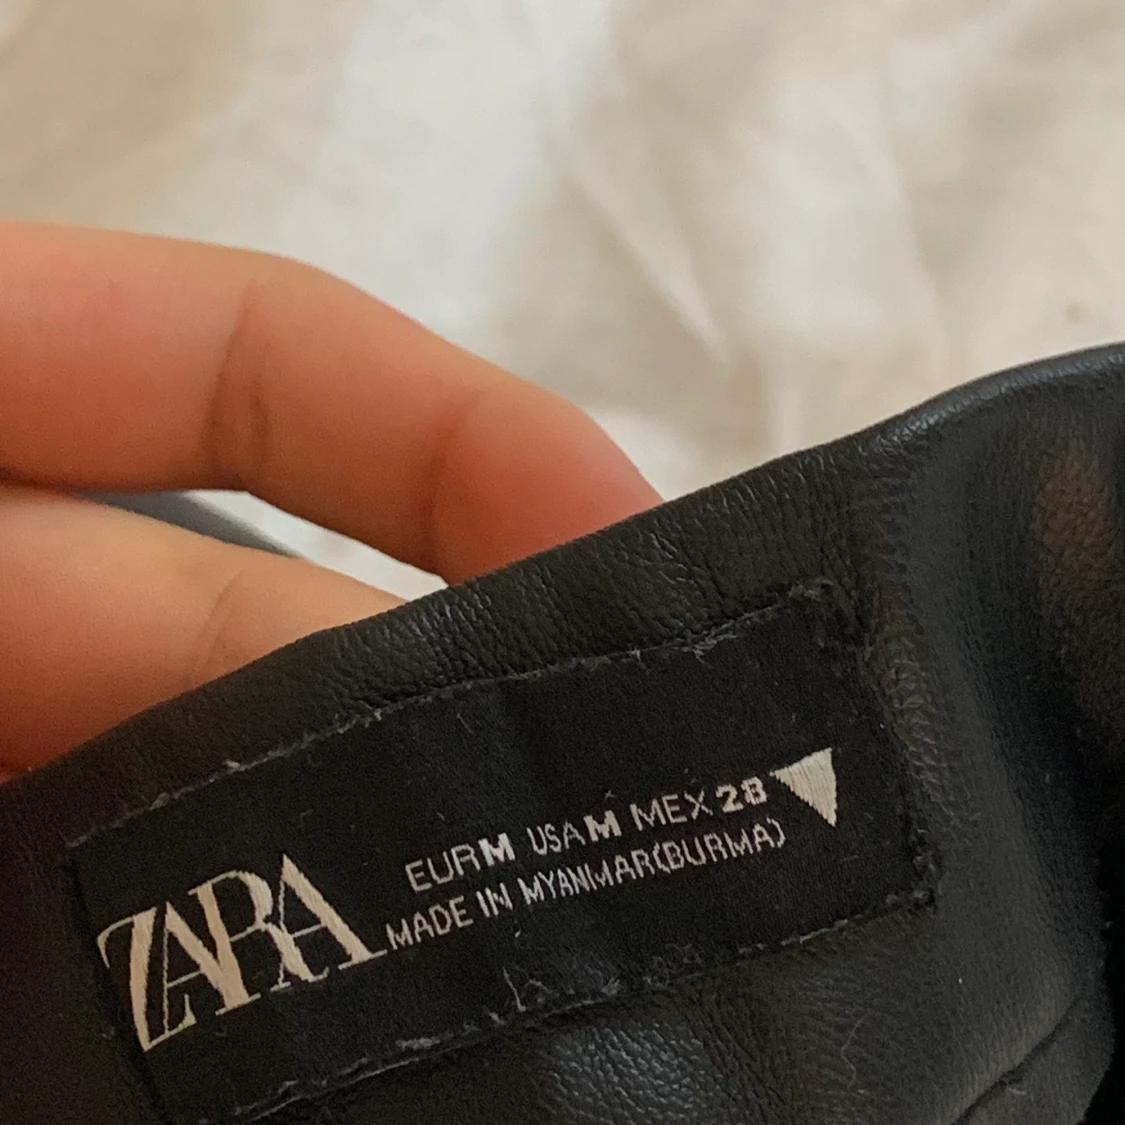 ZARA
EUR M USA M MEX 28
MADE IN MYANMAR(BURMA)